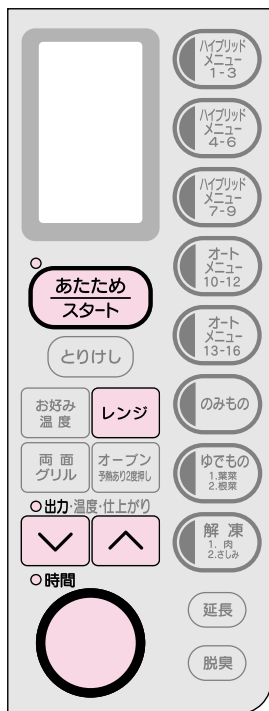 ハイブリッド
メニュー
1-3
ハイブリッド
メニュー
4-6
ハイブリッド
メニュー
7-9
オート
メニュー
10-12
オート
メニュー
13-16
のみもの
ゆでもの
1.葉菜
2.根菜
解凍
1. 肉
2.さしみ
延長
脱臭
あたため
スタート
とりけし
お好み
温度
レンジ
両面
グリル
オーブン
予熱あり2度押し
出力・温度・仕上がり
時間